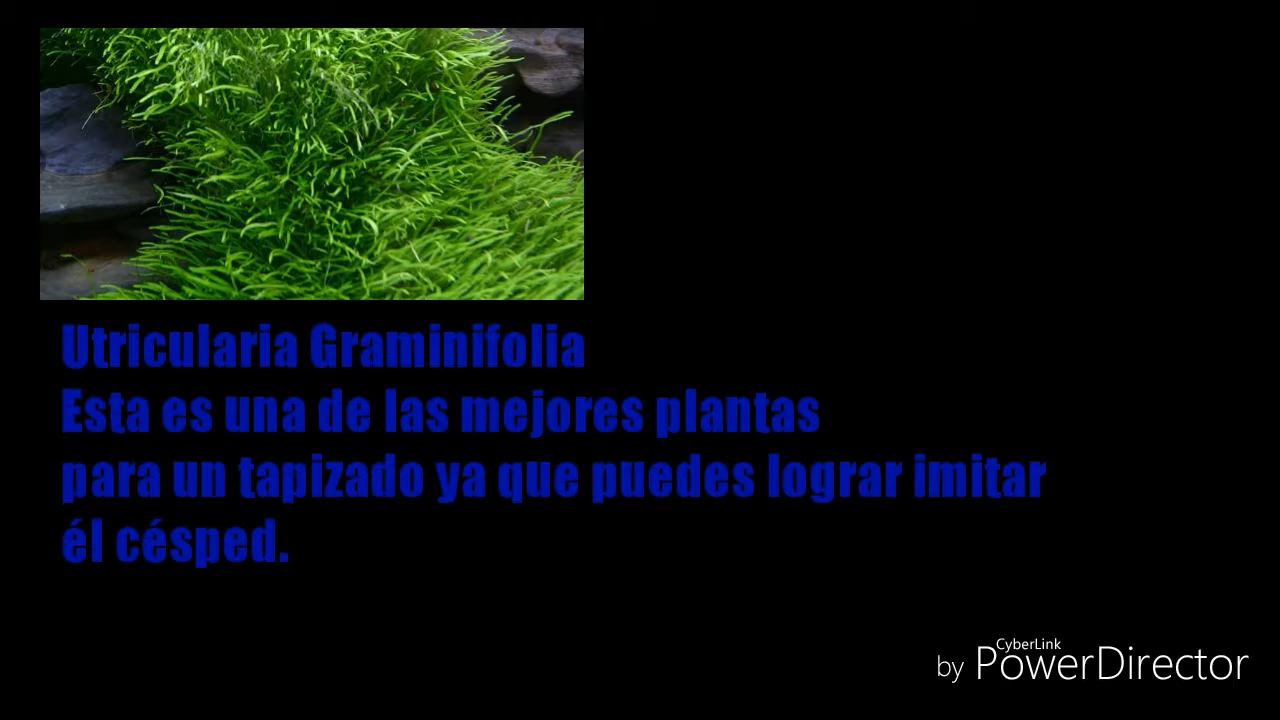 Utricularia Graminifolia
Esta es una de las mejores plantas
para un tapizado ya que puedes lograr imitar
él césped.
CyberLink
by PowerDirector